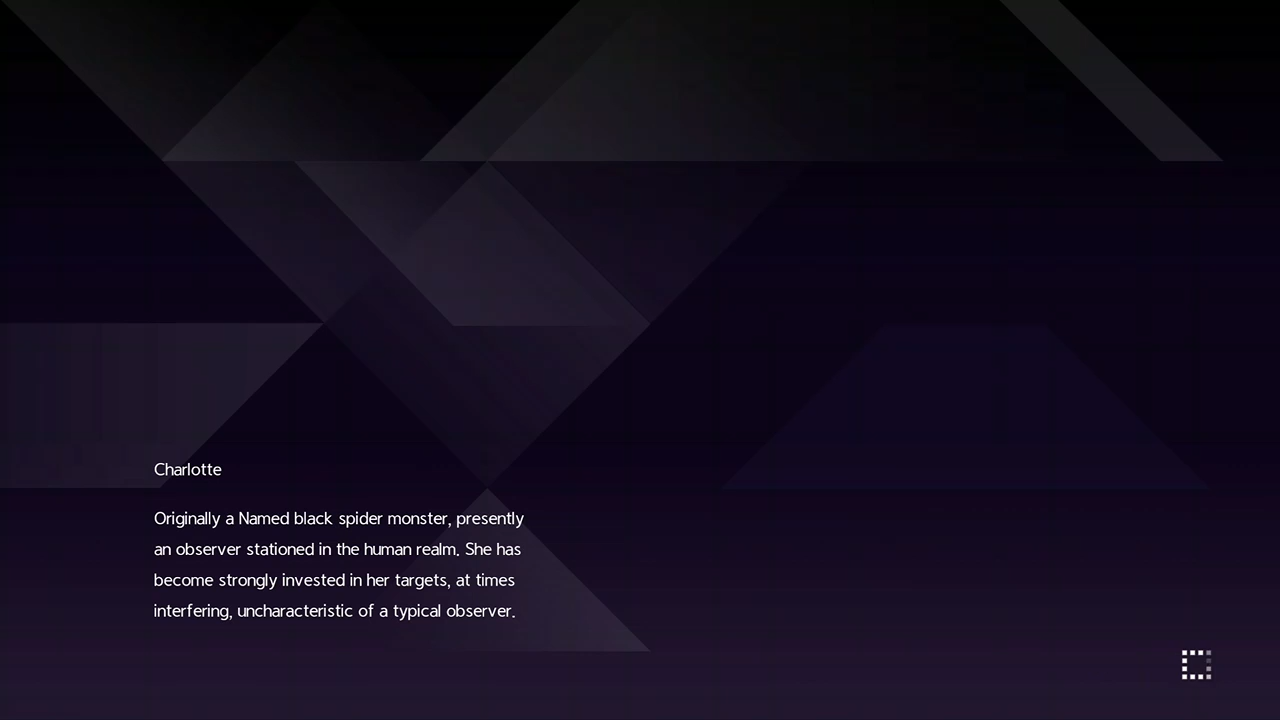 Charlotte
Originally a Named black spider monster, presently
an observer stationed in the human realm. She has
become strongly invested in her targets, at times
interfering, uncharacteristic of a typical observer.